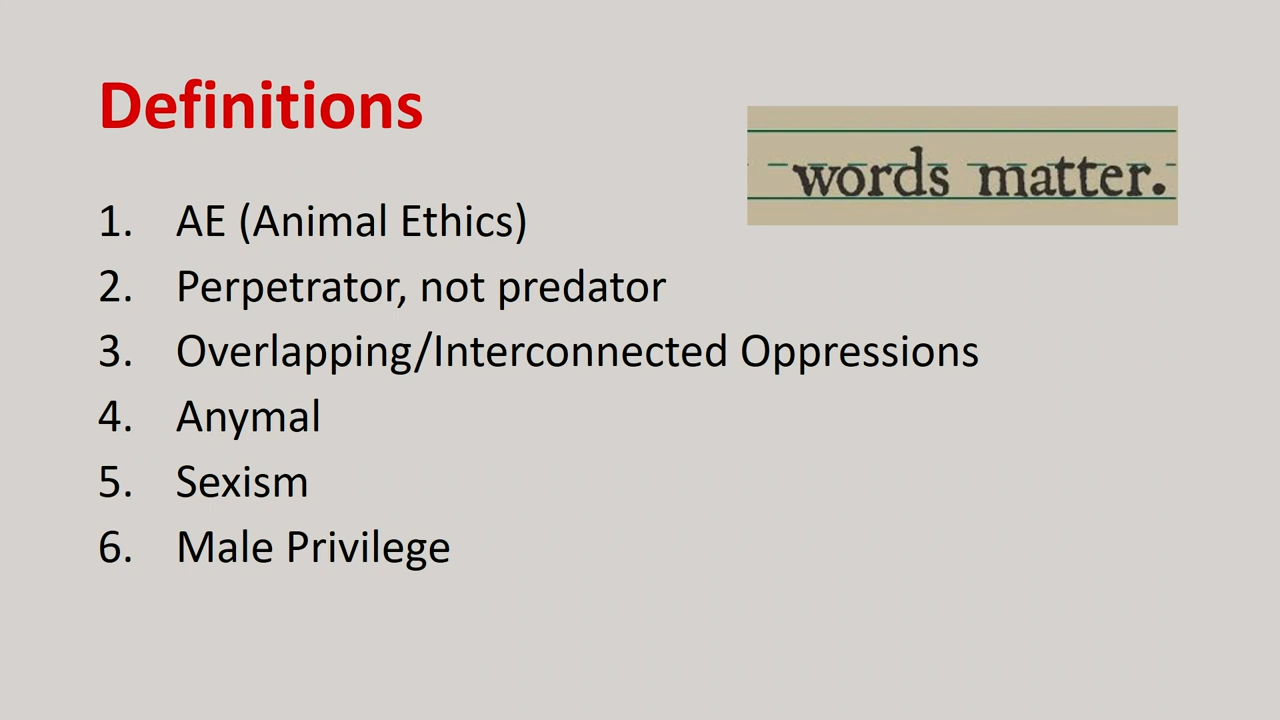 Definitions
words matter.
1. AE (Animal Ethics)
2. Perpetrator, not predator
3. Overlapping/Interconnected Oppressions
4. Anymal
5. Sexism
6. Male Privilege